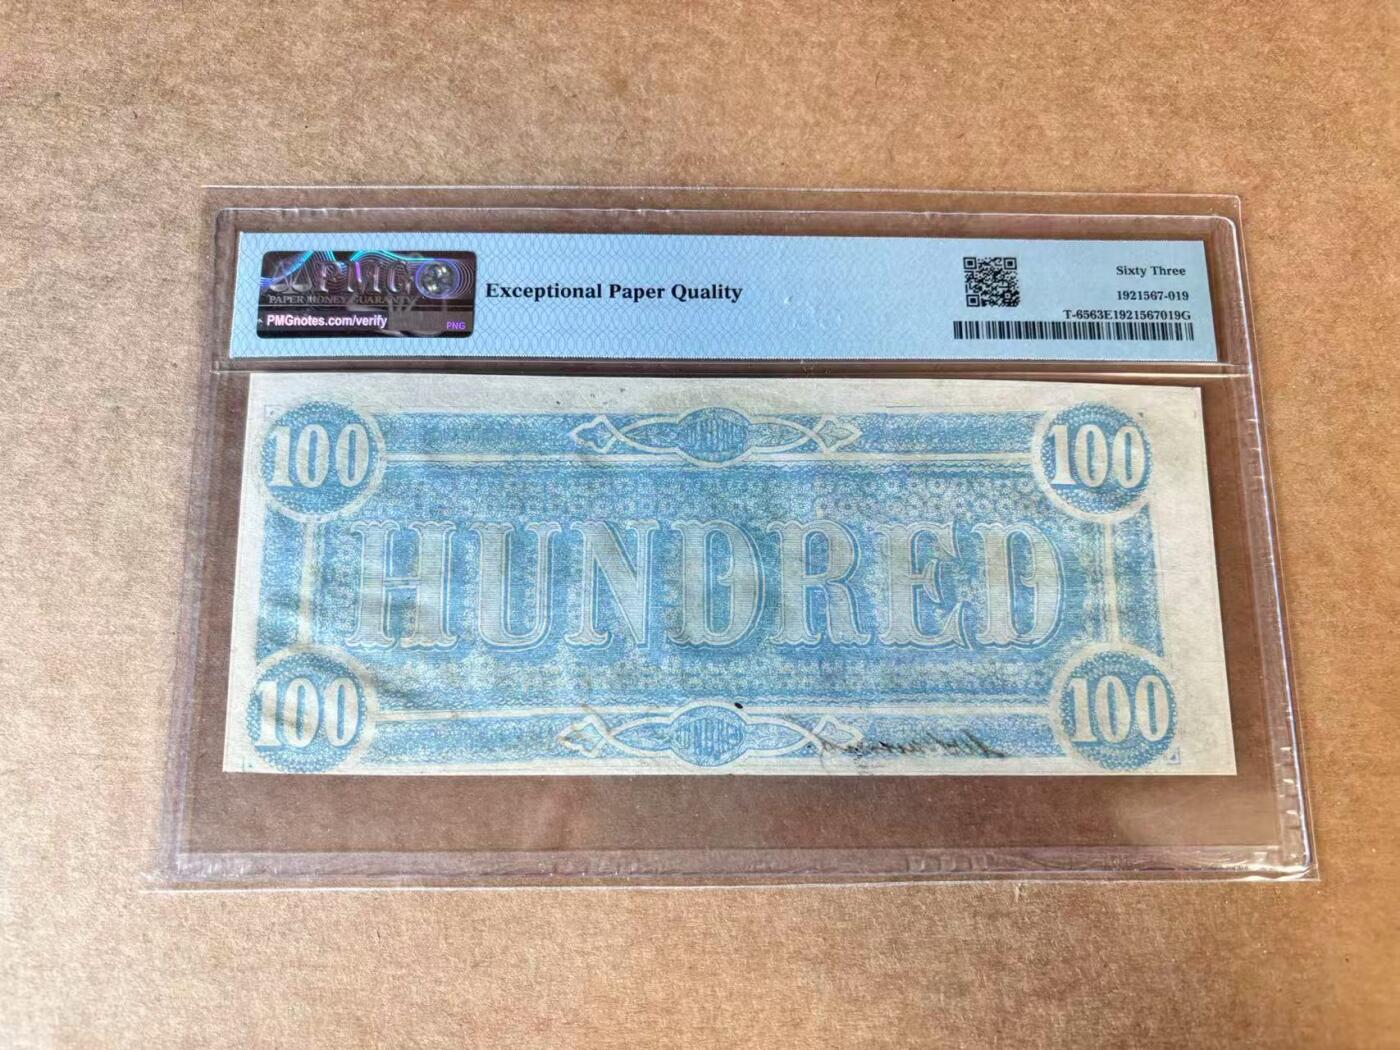 PMG
PAPER MONEY GUARANTY
PMGnotes.com/verify
PNG
Exceptional Paper Quality
Sixty Three
1921567-019
T-6563E1921567019G
100
100
HUNDRED
100
100